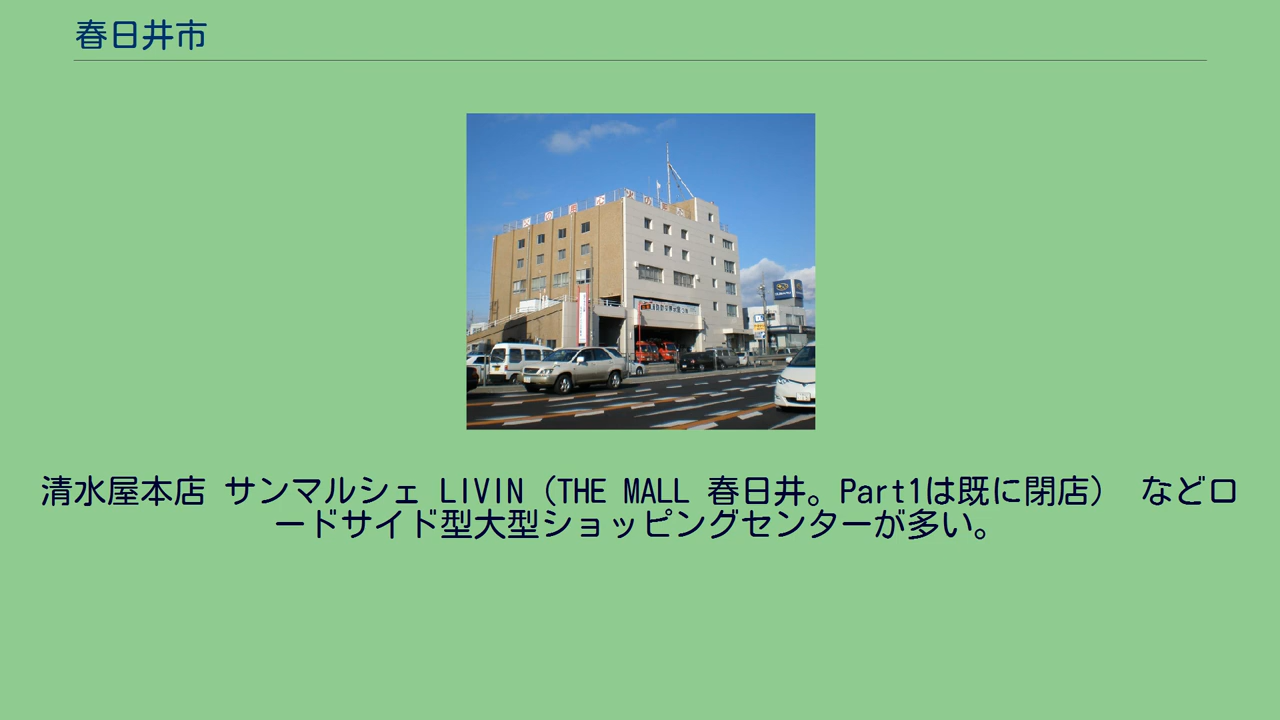 春日井市
清水屋本店 サンマルシェ LIVIN（THE MALL 春日井。Part1は既に閉店） などロ
ードサイド型大型ショッピングセンターが多い。